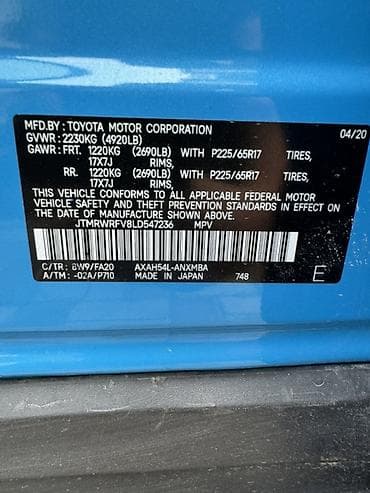 MFD.BY: TOYOTA MOTOR CORPORATION 04/20
GVWR: 2230KG (4920LB)
GAWR: FRT. 1220KG (2690LB) WITH P225/65R17 TIRES,
17X7J RIMS,
RR. 1220KG (2690LB) WITH P225/65R17 TIRES,
17X7J RIMS,
THIS VEHICLE CONFORMS TO ALL APPLICABLE FEDERAL MOTOR
VEHICLE SAFETY AND THEFT PREVENTION STANDARDS IN EFFECT
ON THE DATE OF MANUFACTURE SHOWN ABOVE.
JTMRWRFV8LD547236 MPV
C/TR: 8W9/FA20 AXAH54L-ANXMBA
A/TM: -02A/P710 MADE IN JAPAN 748 E